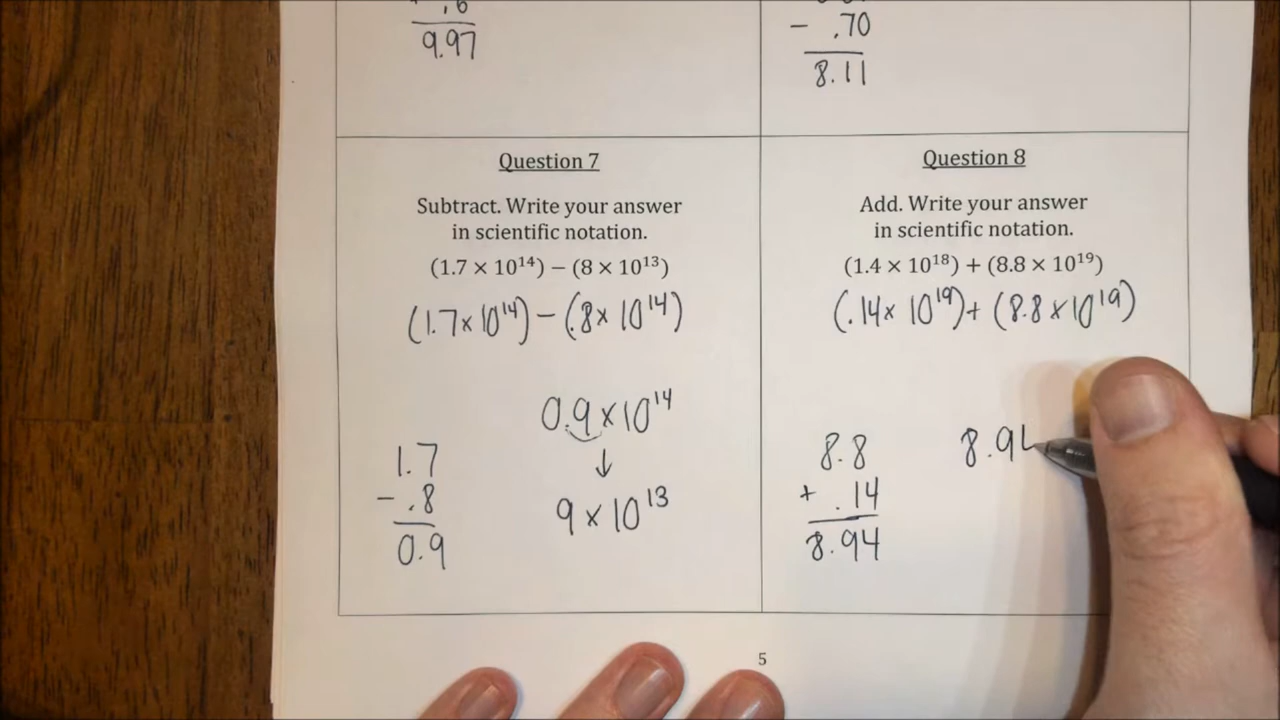 9.97
- .70
8.11
Question 7
Subtract. Write your answer
in scientific notation.
(1.7 × 10¹⁴) − (8 × 10¹³)
(1.7 × 10¹⁴) − (.8 × 10¹⁴)
0.9 × 10¹⁴
↓
9 × 10¹³
1.7
- .8
0.9
Question 8
Add. Write your answer
in scientific notation.
(1.4 × 10¹⁸) + (8.8 × 10¹⁹)
(.14 × 10¹⁹) + (8.8 × 10¹⁹)
8.8
+ .14
8.94
8.94
5